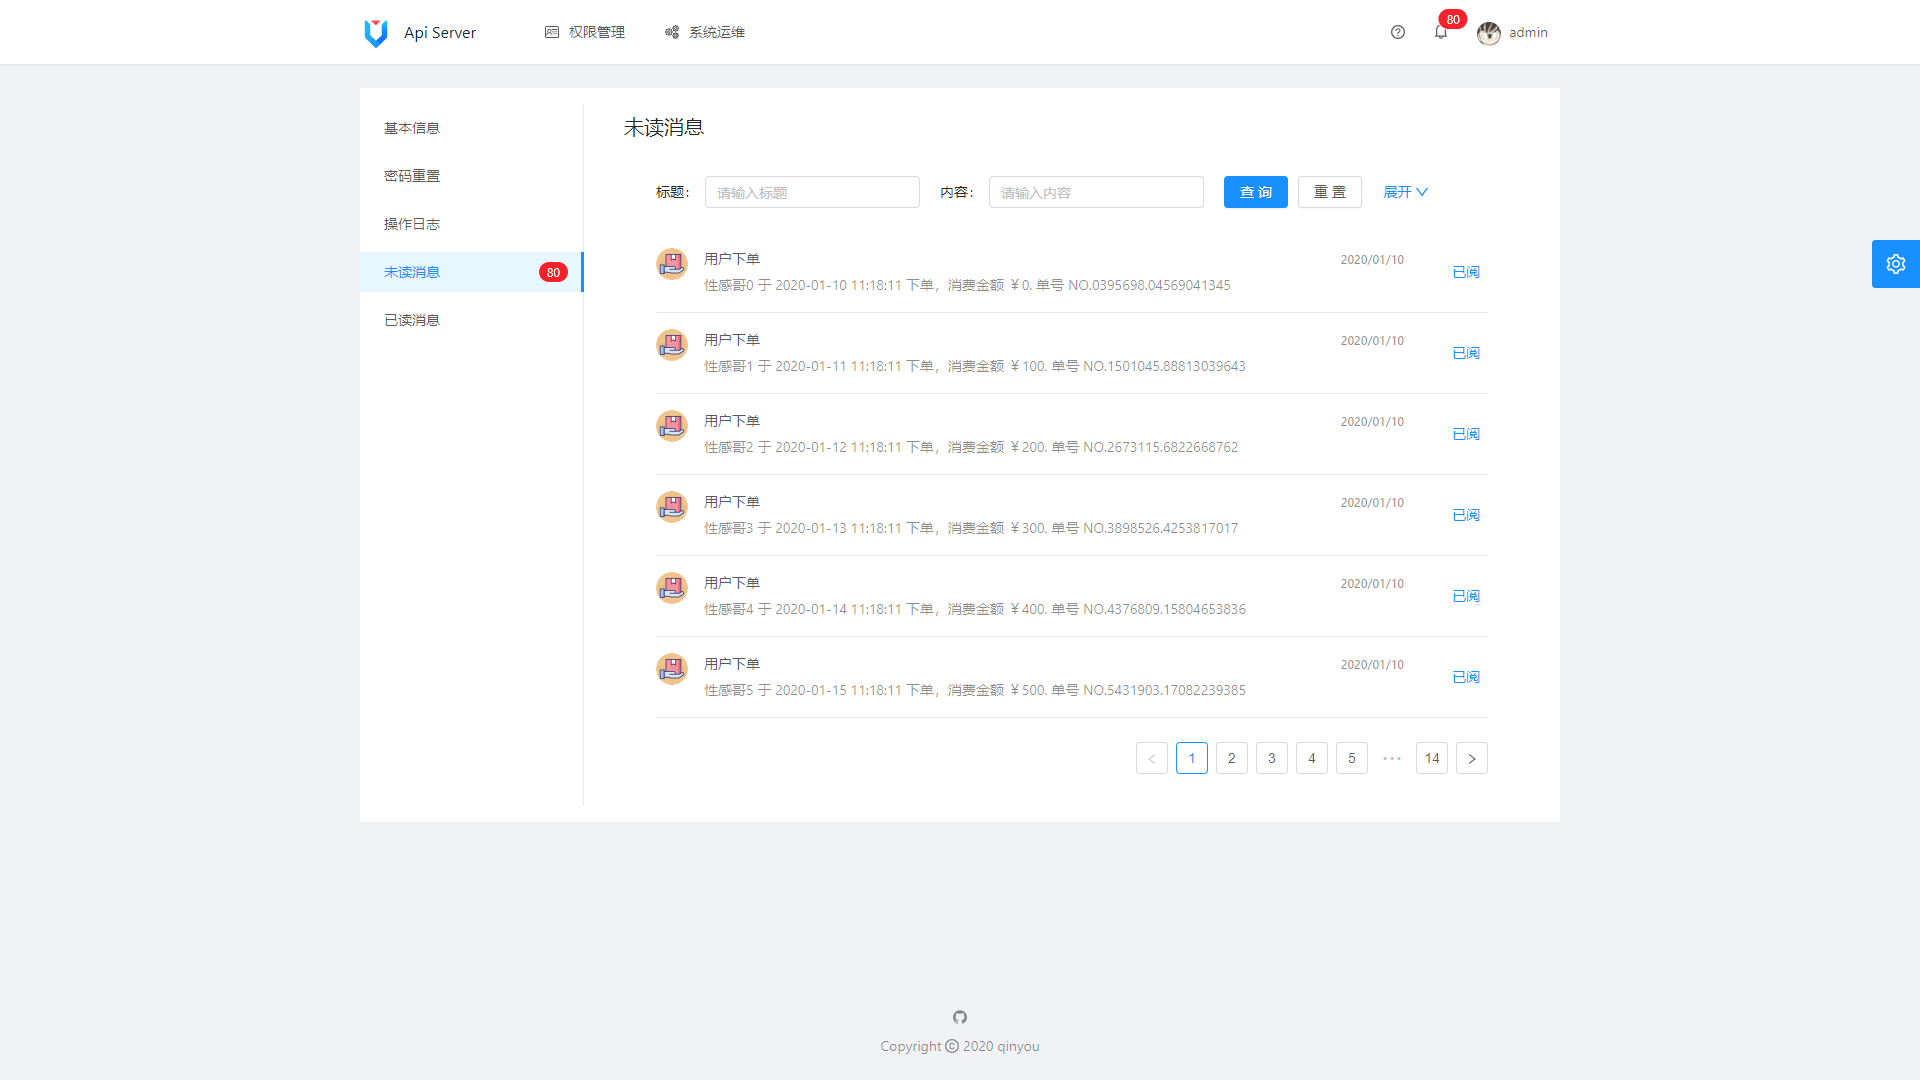 Api Server 权限管理 系统运维 80 admin
基本信息
密码重置
操作日志
未读消息 80
已读消息
未读消息
标题： 请输入标题 内容： 请输入内容 查 询 重 置 展开
用户下单 2020/01/10
性感哥0 于 2020-01-10 11:18:11 下单，消费金额 ￥0. 单号 NO.0395698.04569041345 已阅
用户下单 2020/01/10
性感哥1 于 2020-01-11 11:18:11 下单，消费金额 ￥100. 单号 NO.1501045.88813039643 已阅
用户下单 2020/01/10
性感哥2 于 2020-01-12 11:18:11 下单，消费金额 ￥200. 单号 NO.2673115.6822668762 已阅
用户下单 2020/01/10
性感哥3 于 2020-01-13 11:18:11 下单，消费金额 ￥300. 单号 NO.3898526.4253817017 已阅
用户下单 2020/01/10
性感哥4 于 2020-01-14 11:18:11 下单，消费金额 ￥400. 单号 NO.4376809.15804653836 已阅
用户下单 2020/01/10
性感哥5 于 2020-01-15 11:18:11 下单，消费金额 ￥500. 单号 NO.5431903.17082239385 已阅
1 2 3 4 5 ••• 14
Copyright © 2020 qinyou